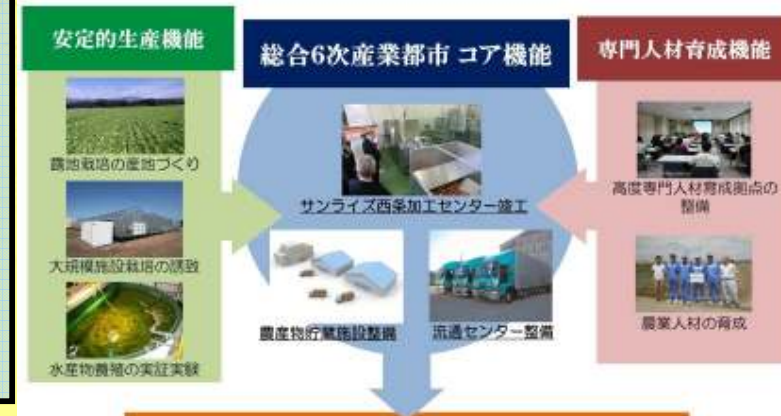 安定的生産機能
露地栽培の産地づくり
大規模施設栽培の誘致
水産物養殖の実証実験
総合6次産業都市 コア機能
サンライズ西条加工センター竣工
農産物貯蔵施設整備
流通センター整備
専門人材育成機能
高度専門人材育成拠点の
整備
農業人材の育成